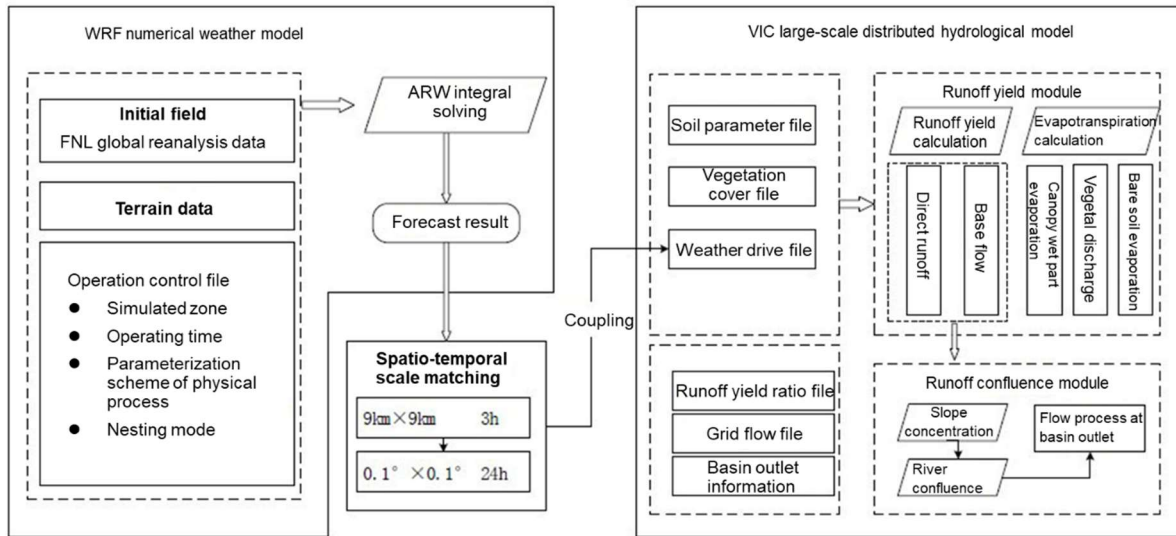 WRF numerical weather model
Initial field
FNL global reanalysis data
Terrain data
Operation control file
● Simulated zone
● Operating time
● Parameterization
scheme of physical
process
● Nesting mode
ARW integral
solving
Forecast result
Spatio-temporal
scale matching
9km×9km 3h
0.1° ×0.1° 24h
Coupling
VIC large-scale distributed hydrological model
Soil parameter file
Vegetation
cover file
Weather drive file
Runoff yield ratio file
Grid flow file
Basin outlet
information
Runoff yield module
Runoff yield
calculation
Evapotranspiration
calculation
Direct runoff
Base flow
Canopy wet part
evaporation
Vegetal discharge
Bare soil evaporation
Runoff confluence module
Slope
concentration
River
confluence
Flow process at
basin outlet